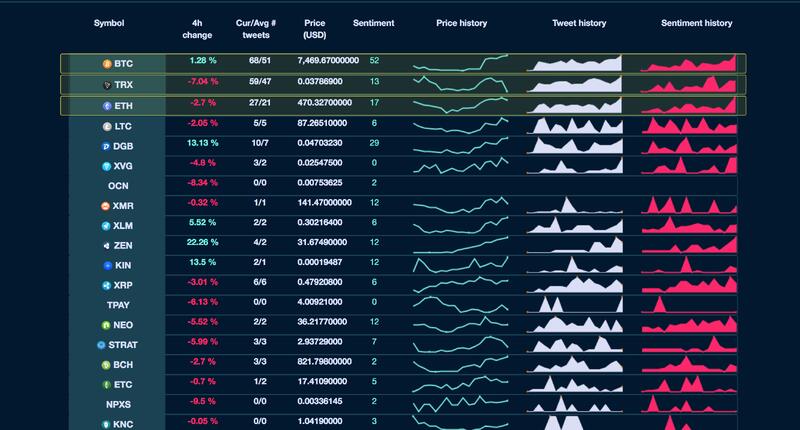 Symbol 4h change Cur/Avg # tweets Price (USD) Sentiment Price history Tweet history Sentiment history
BTC 1.28 % 68/51 7,469.67000000 52
TRX -7.04 % 59/47 0.03786900 13
ETH -2.7 % 27/21 470.32700000 17
LTC -2.05 % 5/5 87.26510000 6
DGB 13.13 % 10/7 0.04703230 29
XVG -4.8 % 3/2 0.02547500 0
OCN -8.34 % 0/0 0.00753625 2
XMR -0.32 % 1/1 141.47000000 12
XLM 5.52 % 2/2 0.30216400 6
ZEN 22.26 % 4/2 31.67490000 12
KIN 13.5 % 2/1 0.00019487 12
XRP -3.01 % 6/6 0.47920800 6
TPAY -6.13 % 0/0 4.00921000 0
NEO -5.52 % 2/2 36.21770000 12
STRAT -5.99 % 3/3 2.93729000 7
BCH -2.7 % 3/3 821.79800000 2
ETC -0.7 % 1/2 17.41090000 5
NPXS -9.5 % 0/0 0.00336145 2
KNC -0.05 % 0/0 1.04190000 3